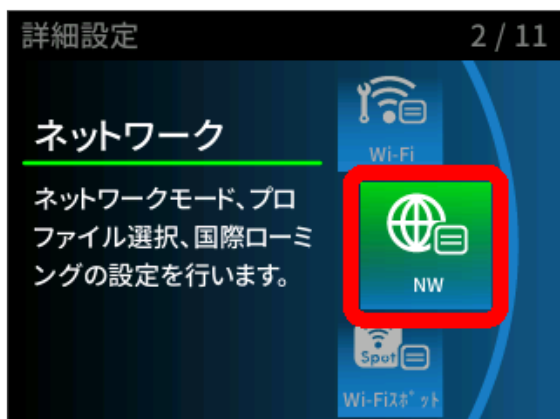 詳細設定 2 / 11
Wi-Fi
ネットワーク
ネットワークモード、プロ
ファイル選択、国際ローミ
ングの設定を行います。
NW
Spot
Wi-Fiｽﾎﾟｯﾄ